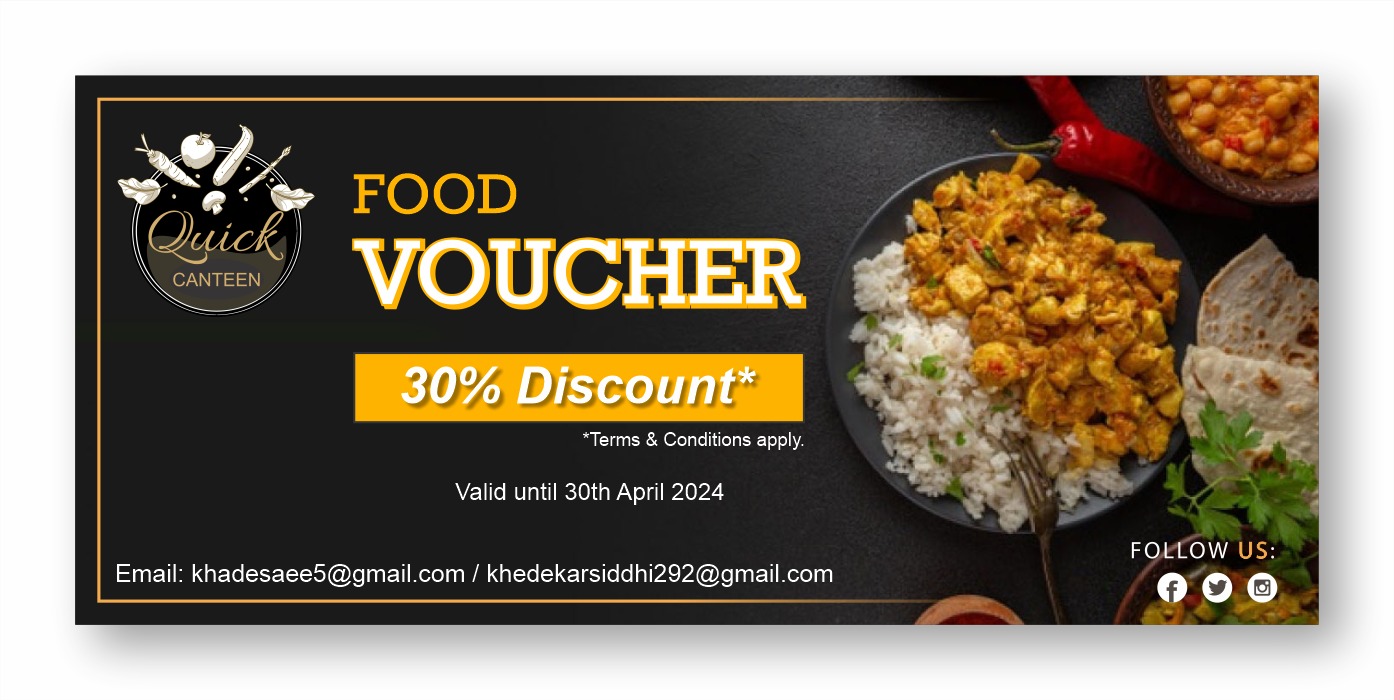 Quick
CANTEEN
FOOD
VOUCHER
30% Discount*
*Terms & Conditions apply.
Valid until 30th April 2024
Email: khadesaee5@gmail.com / khedekarsiddhi292@gmail.com
FOLLOW US: